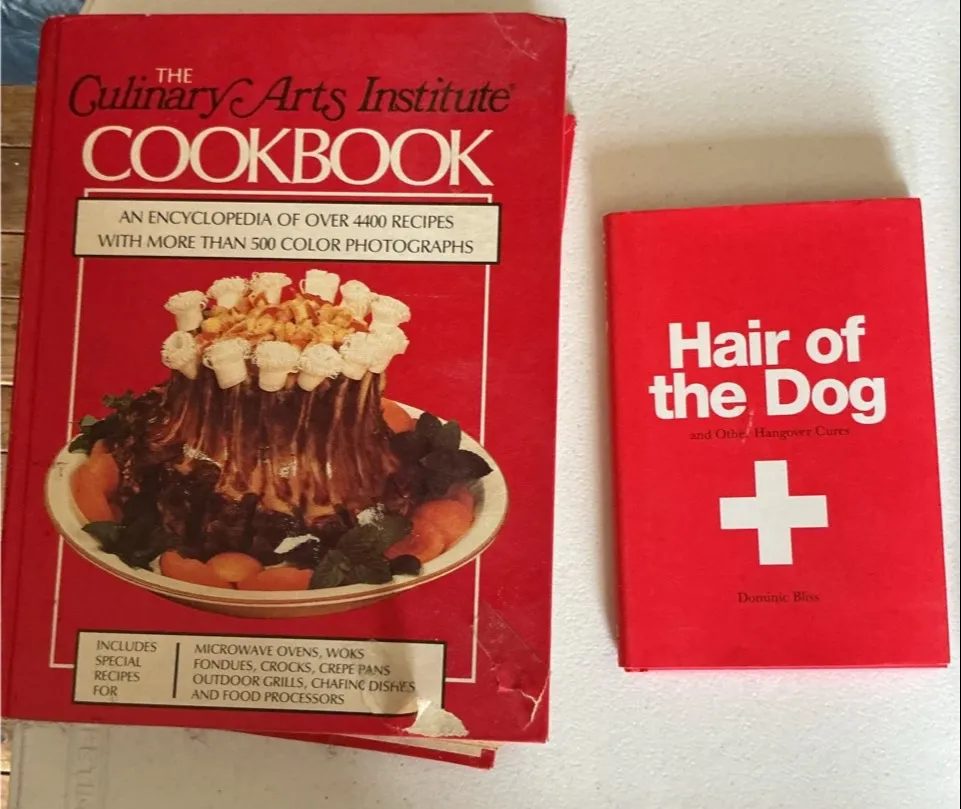 THE
Culinary Arts Institute®
COOKBOOK
AN ENCYCLOPEDIA OF OVER 4400 RECIPES
WITH MORE THAN 500 COLOR PHOTOGRAPHS
INCLUDES
SPECIAL
RECIPES
FOR
MICROWAVE OVENS, WOKS
FONDUES, CROCKS, CREPE PANS
OUTDOOR GRILLS, CHAFING DISHES
AND FOOD PROCESSORS
Hair of
the Dog
and Other Hangover Cures
Dominic Bliss